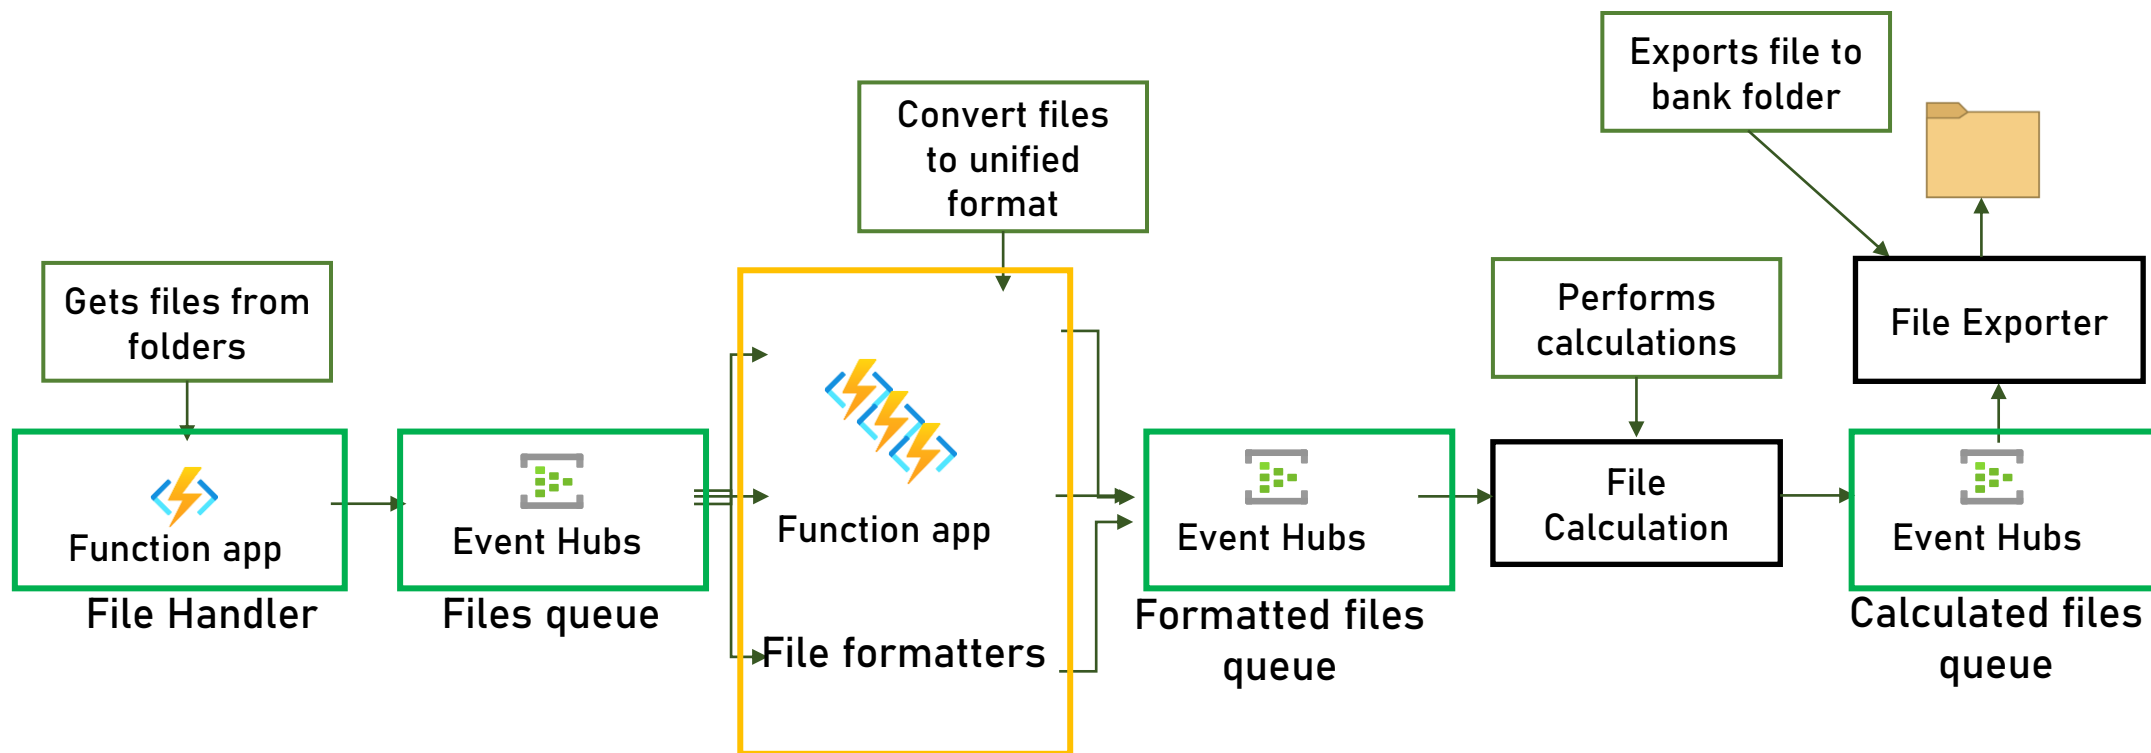 Exports file to
bank folder
Convert files
to unified
format
Gets files from
folders
Performs
calculations
File Exporter
Function app
File Handler
Event Hubs
Files queue
Function app
File formatters
Event Hubs
Formatted files
queue
File
Calculation
Event Hubs
Calculated files
queue